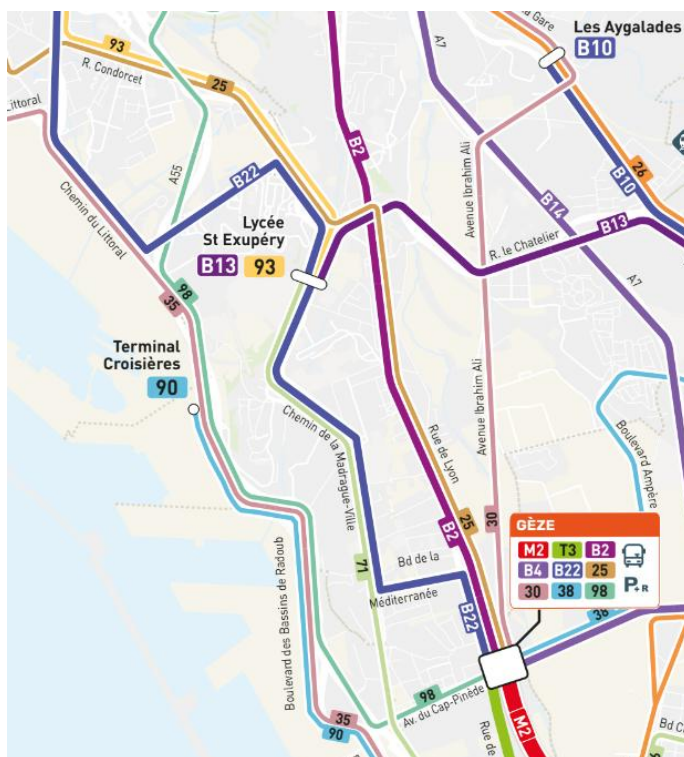 93
R. Condorcet
25
Littoral
A55
B22
Chemin du Littoral
98
35
Lycée
St Exupéry
B13 93
Terminal
Croisières
90
B2
A7
la Gare
Les Aygalades
B10
26
B10
Avenue Ibrahim Ali
B14
B13
R. le Chatelier
A7
Chemin de la Madrague-Ville
Rue de Lyon
Avenue Ibrahim Ali
Boulevard Ampère
25
B2
30
71
Bd de la
Méditerranée
B22
GÈZE
M2 T3 B2
B4 B22 25
P+R
30 38 98
38
Boulevard des Bassins de Radoub
98
Av. du Cap-Pinède
35
90
Rue de
M2
Bd C